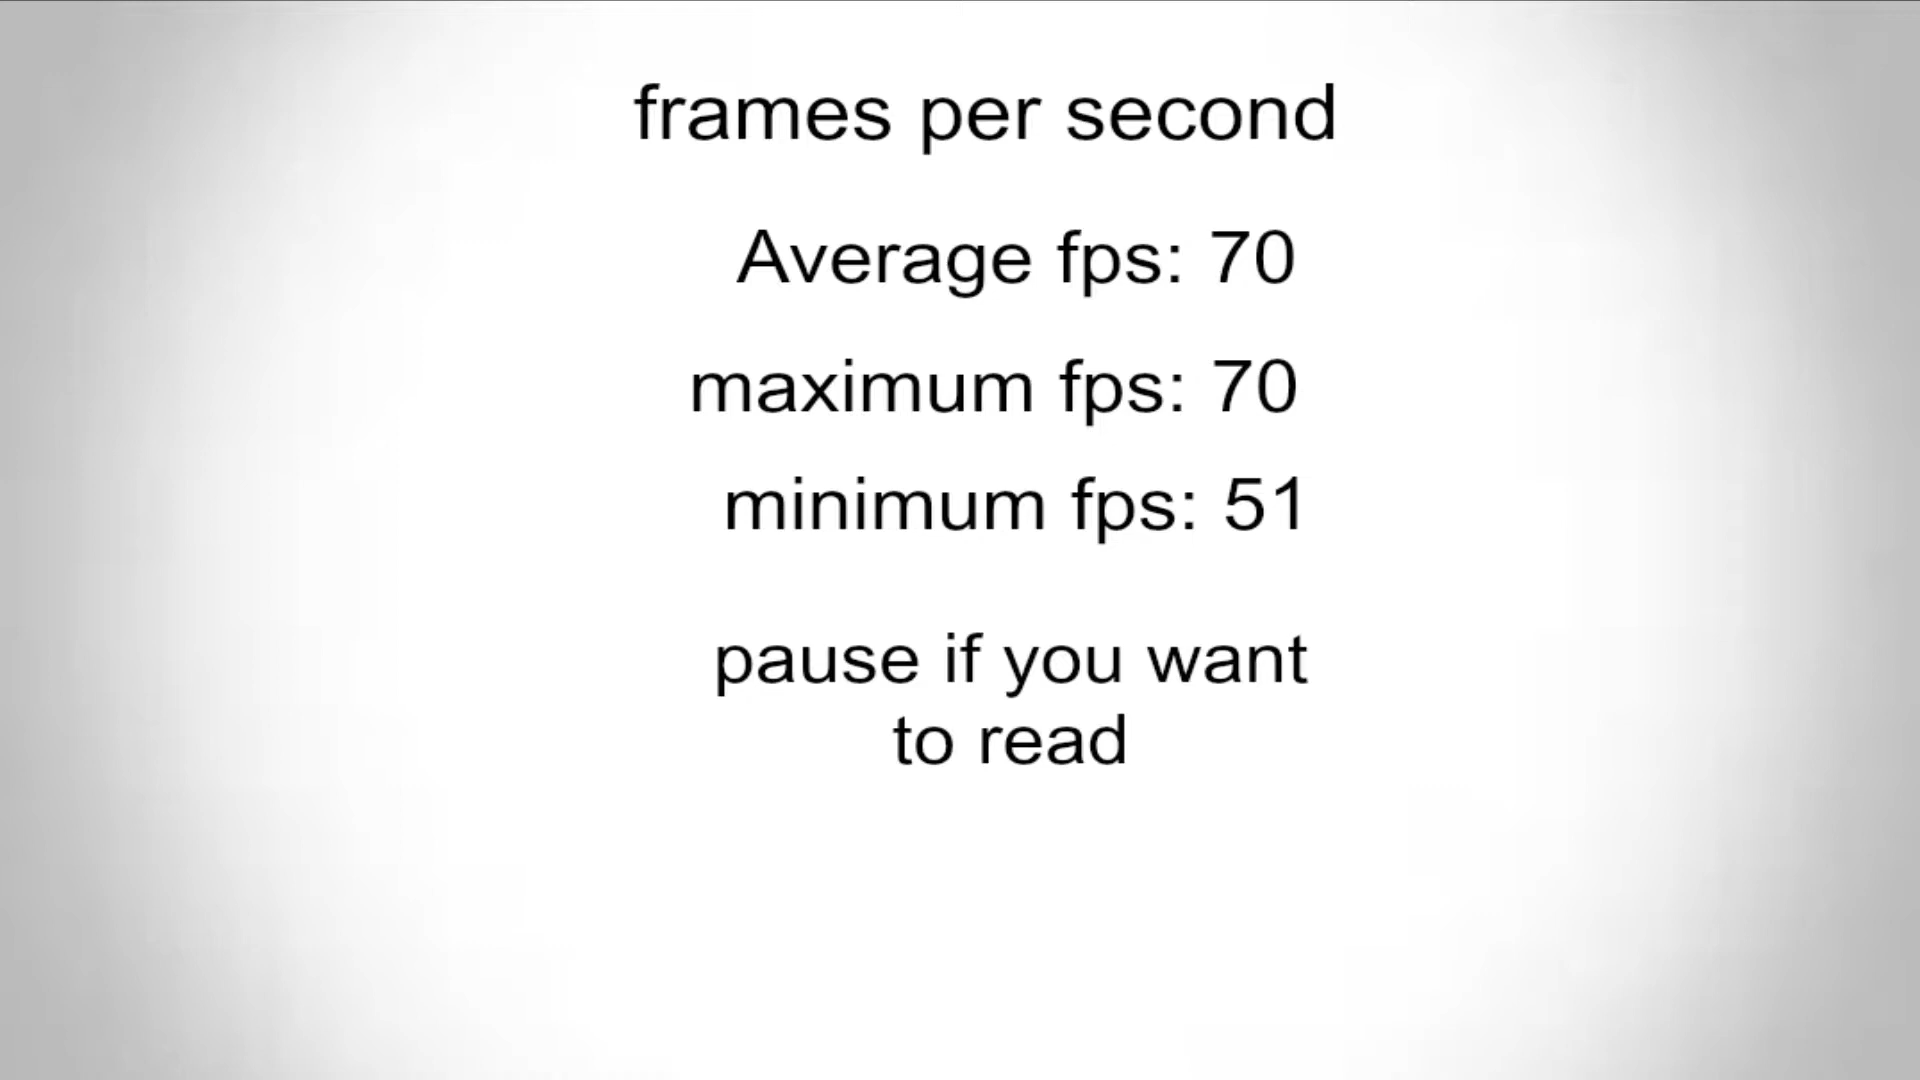 frames per second
Average fps: 70
maximum fps: 70
minimum fps: 51
pause if you want
to read